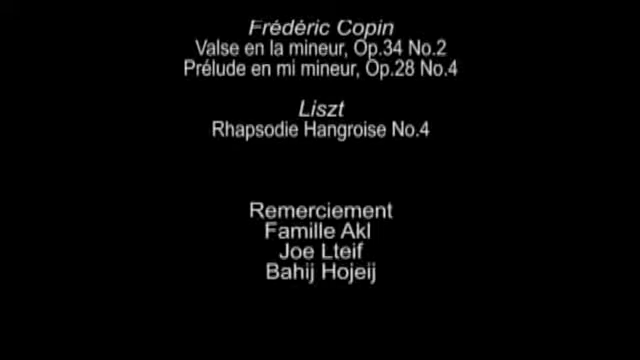 Frédéric Copin
Valse en la mineur, Op.34 No.2
Prélude en mi mineur, Op.28 No.4
Liszt
Rhapsodie Hangroise No.4
Remerciement
Famille Akl
Joe Lteif
Bahij Hojeij